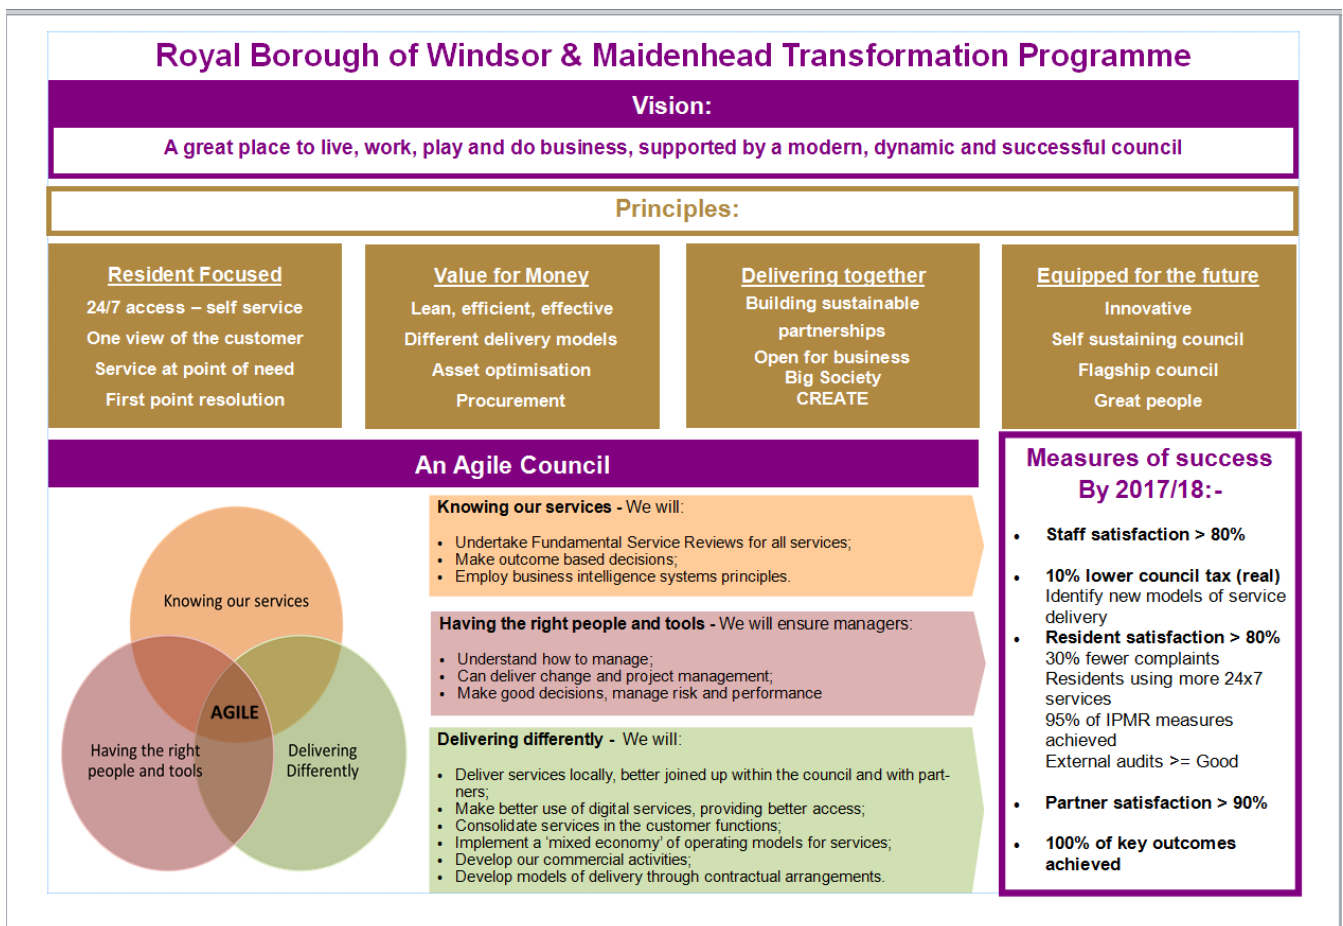 Royal Borough of Windsor & Maidenhead Transformation Programme
Vision:
A great place to live, work, play and do business, supported by a modern, dynamic and successful council
Principles:
Resident Focused
24/7 access – self service
One view of the customer
Service at point of need
First point resolution
Value for Money
Lean, efficient, effective
Different delivery models
Asset optimisation
Procurement
Delivering together
Building sustainable
partnerships
Open for business
Big Society
CREATE
Equipped for the future
Innovative
Self sustaining council
Flagship council
Great people
An Agile Council
Knowing our services
AGILE
Having the right
people and tools
Delivering
Differently
Knowing our services - We will:
• Undertake Fundamental Service Reviews for all services;
• Make outcome based decisions;
• Employ business intelligence systems principles.
Having the right people and tools - We will ensure managers:
• Understand how to manage;
• Can deliver change and project management;
• Make good decisions, manage risk and performance
Delivering differently - We will:
• Deliver services locally, better joined up within the council and with part-
ners;
• Make better use of digital services, providing better access;
• Consolidate services in the customer functions;
• Implement a ‘mixed economy’ of operating models for services;
• Develop our commercial activities;
• Develop models of delivery through contractual arrangements.
Measures of success
By 2017/18:-
• Staff satisfaction > 80%
• 10% lower council tax (real)
Identify new models of service
delivery
• Resident satisfaction > 80%
30% fewer complaints
Residents using more 24x7
services
95% of IPMR measures
achieved
External audits >= Good
• Partner satisfaction > 90%
• 100% of key outcomes
achieved